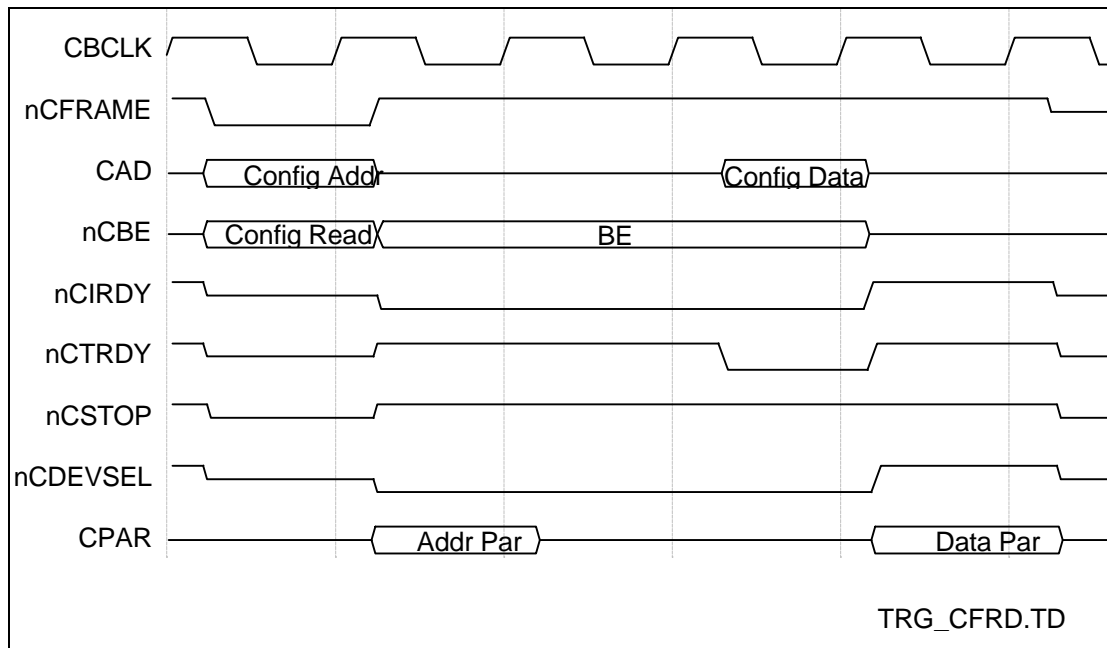 CBCLK
nCFRAME
CAD
Config Addr
Config Data
nCBE
Config Read
BE
nCIRDY
nCTRDY
nCSTOP
nCDEVSEL
CPAR
Addr Par
Data Par
TRG_CFRD.TD